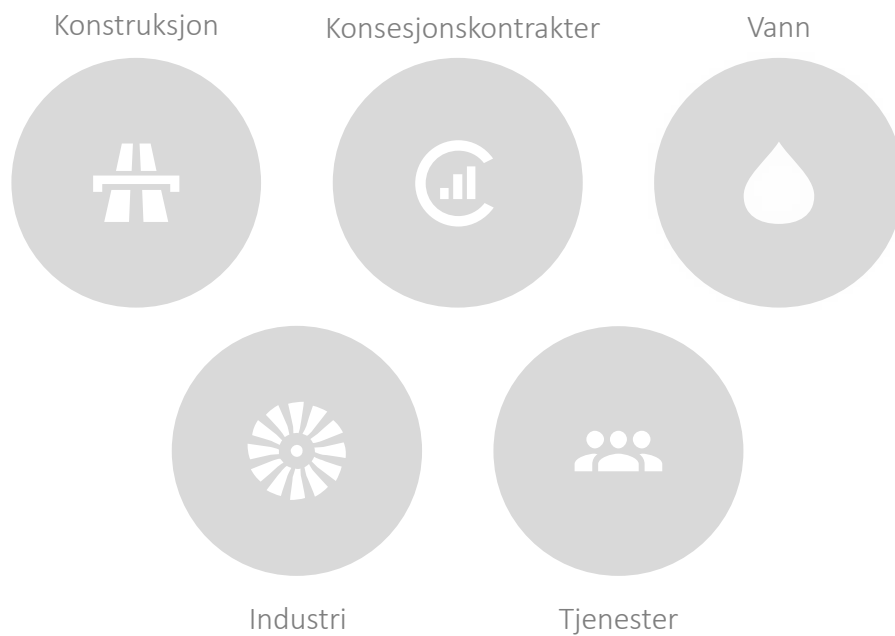 Konstruksjon
Konsesjonskontrakter
Vann
Industri
Tjenester